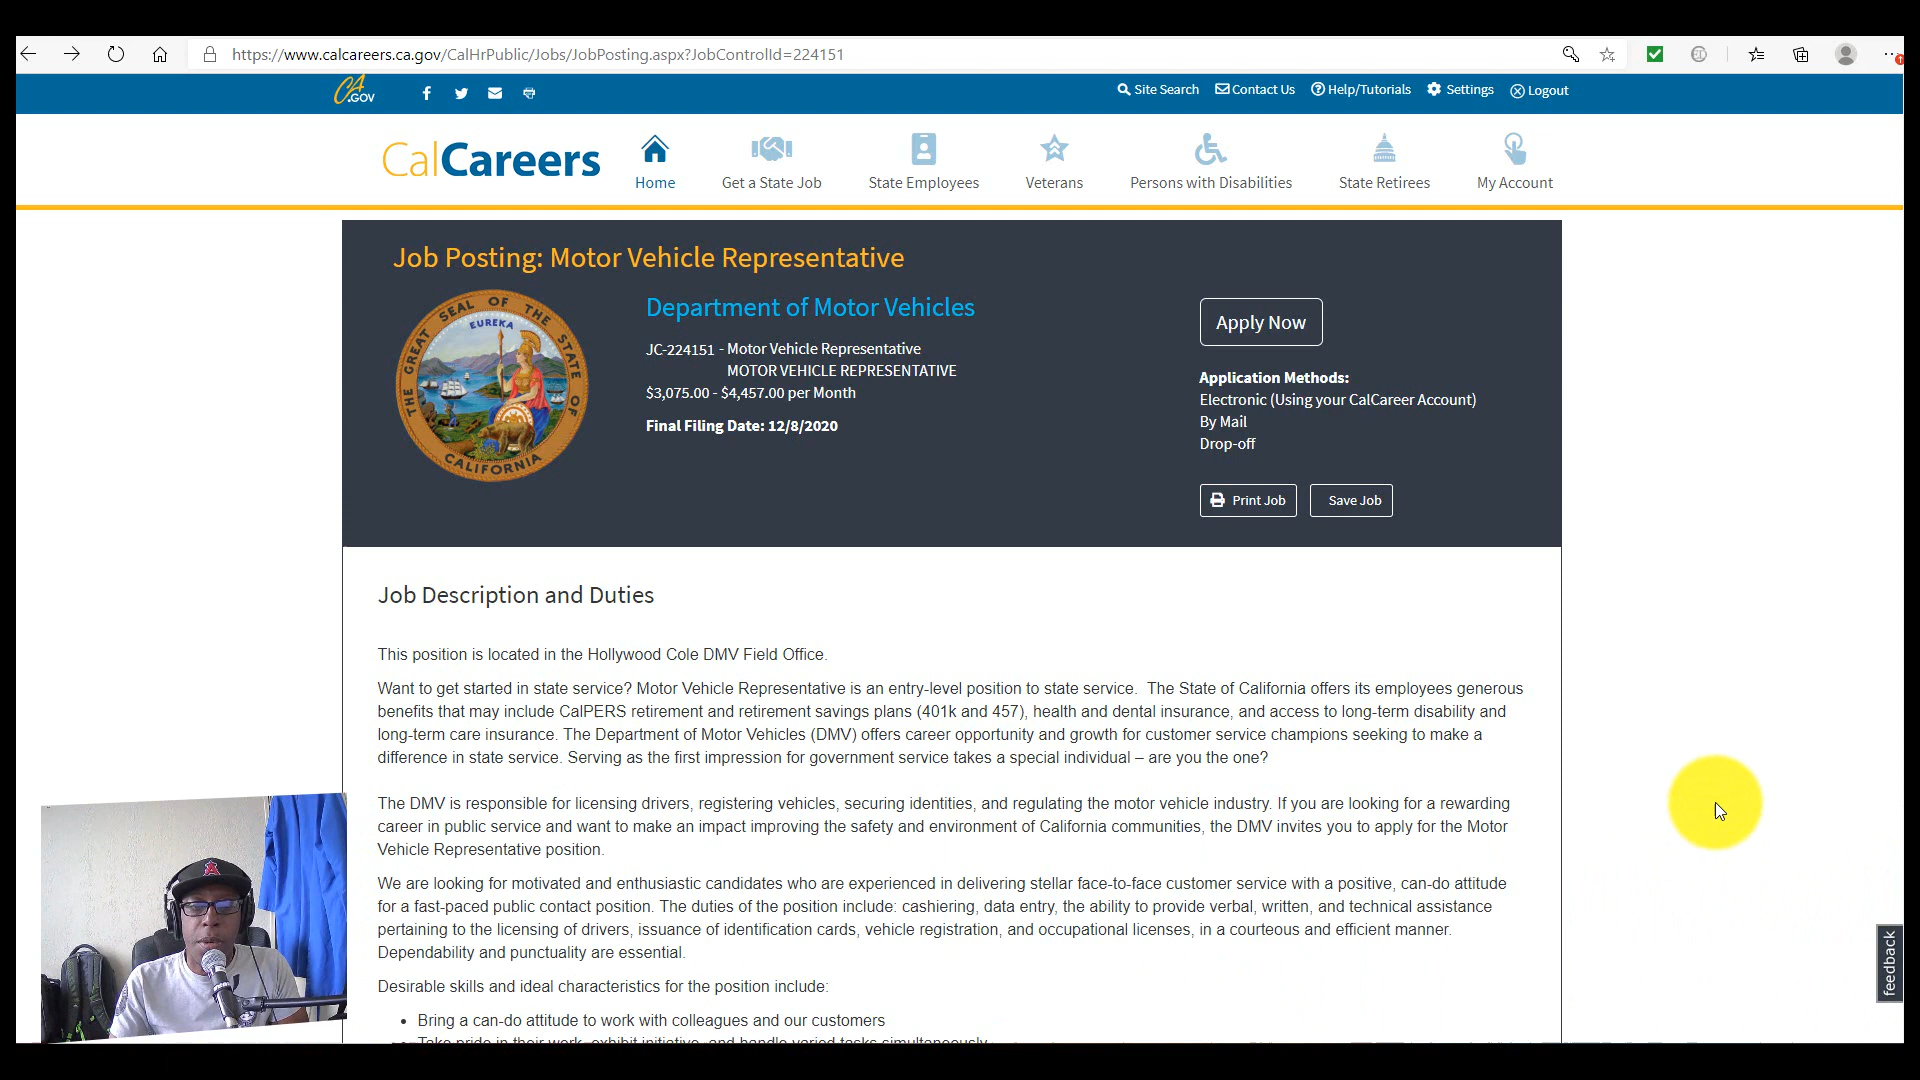 https://www.calcareers.ca.gov/CalHrPublic/Jobs/JobPosting.aspx?JobControlId=224151
CA.GOV
Site Search
Contact Us
Help/Tutorials
Settings
Logout
CalCareers
Home
Get a State Job
State Employees
Veterans
Persons with Disabilities
State Retirees
My Account
Job Posting: Motor Vehicle Representative
THE GREAT SEAL OF THE STATE OF CALIFORNIA
EUREKA
Department of Motor Vehicles
JC-224151 - Motor Vehicle Representative
MOTOR VEHICLE REPRESENTATIVE
$3,075.00 - $4,457.00 per Month
Final Filing Date: 12/8/2020
Apply Now
Application Methods:
Electronic (Using your CalCareer Account)
By Mail
Drop-off
Print Job
Save Job
Job Description and Duties
This position is located in the Hollywood Cole DMV Field Office.
Want to get started in state service? Motor Vehicle Representative is an entry-level position to state service.  The State of California offers its employees generous
benefits that may include CalPERS retirement and retirement savings plans (401k and 457), health and dental insurance, and access to long-term disability and
long-term care insurance. The Department of Motor Vehicles (DMV) offers career opportunity and growth for customer service champions seeking to make a
difference in state service. Serving as the first impression for government service takes a special individual – are you the one?
The DMV is responsible for licensing drivers, registering vehicles, securing identities, and regulating the motor vehicle industry. If you are looking for a rewarding
career in public service and want to make an impact improving the safety and environment of California communities, the DMV invites you to apply for the Motor
Vehicle Representative position.
We are looking for motivated and enthusiastic candidates who are experienced in delivering stellar face-to-face customer service with a positive, can-do attitude
for a fast-paced public contact position. The duties of the position include: cashiering, data entry, the ability to provide verbal, written, and technical assistance
pertaining to the licensing of drivers, issuance of identification cards, vehicle registration, and occupational licenses, in a courteous and efficient manner.
Dependability and punctuality are essential.
Desirable skills and ideal characteristics for the position include:
• Bring a can-do attitude to work with colleagues and our customers
• Take pride in their work, exhibit initiative, and handle varied tasks simultaneously
feedback
A